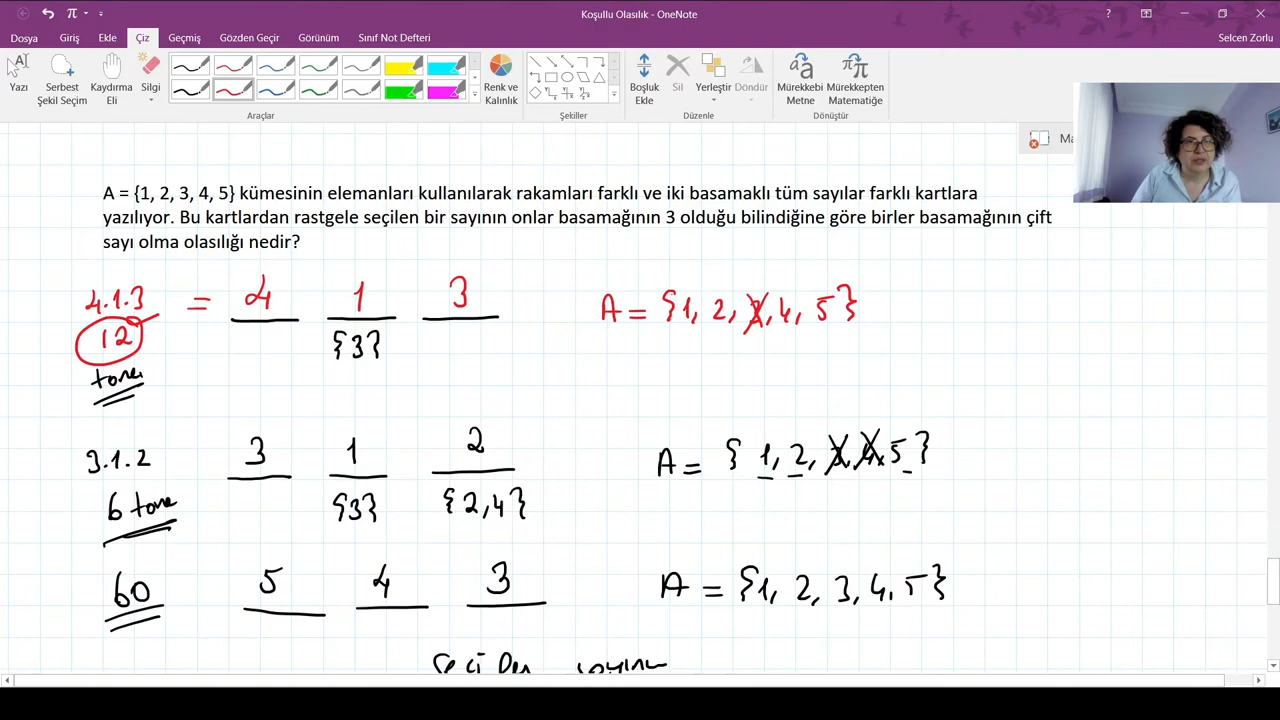 Koşullu Olasılık - OneNote
Dosya Giriş Ekle Çiz Geçmiş Gözden Geçir Görünüm Sınıf Not Defteri Selcen Zorlu
Yazı Serbest Şekil Seçim Kaydırma Eli Silgi Renk ve Kalınlık Boşluk Ekle Sil Yerleştir Döndür Mürekkebi Metne Mürekkepten Matematiğe
Araçlar Şekiller Düzenle Dönüştür
Ma
A = {1, 2, 3, 4, 5} kümesinin elemanları kullanılarak rakamları farklı ve iki basamaklı tüm sayılar farklı kartlara
yazılıyor. Bu kartlardan rastgele seçilen bir sayının onlar basamağının 3 olduğu bilindiğine göre birler basamağının çift
sayı olma olasılığı nedir?
4.1.3 = 4 1 3 A = {1, 2, 3, 4, 5}
12 {3}
tane
3.1.2 3 1 2 A = { 1, 2, 3, 4, 5 }
6 tane {3} {2,4}
60 5 4 3 A = {1, 2, 3, 4, 5}
seçilen sayının